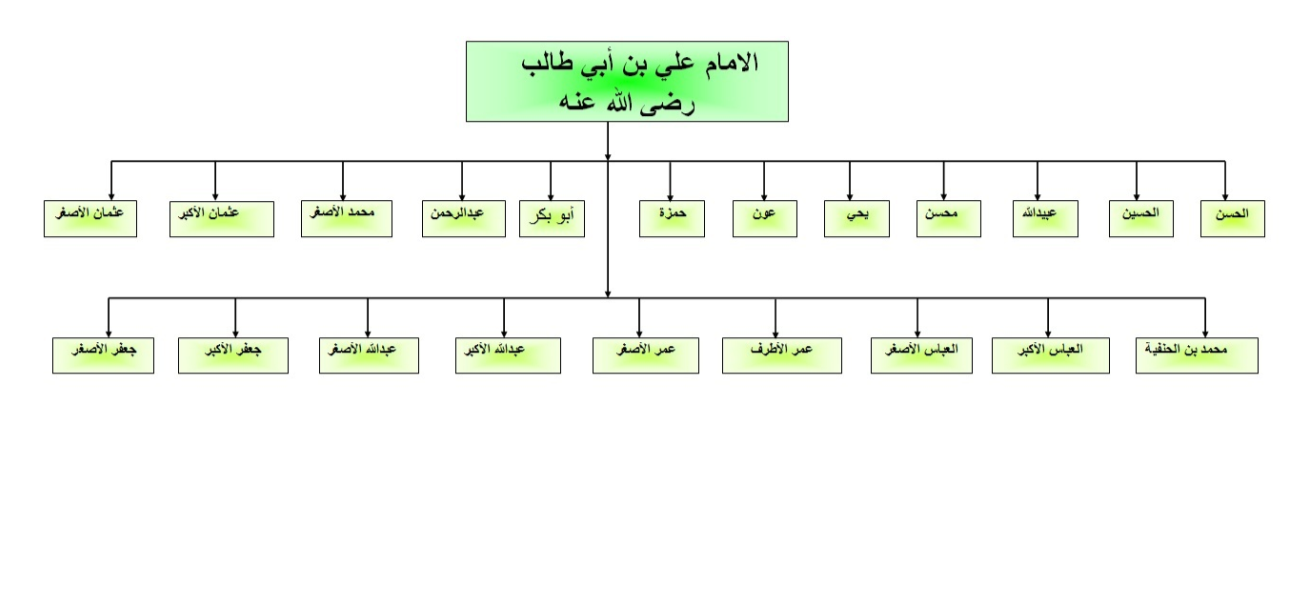 الامام علي بن أبي طالب
رضى الله عنه
الحسن
الحسين
عبيدالله
محسن
يحي
عون
حمزة
أبو بكر
عبدالرحمن
محمد الأصغر
عثمان الأكبر
عثمان الأصغر
محمد بن الحنفية
العباس الأكبر
العباس الأصغر
عمر الأطرف
عمر الأصغر
عبدالله الأكبر
عبدالله الأصغر
جعفر الأكبر
جعفر الأصغر